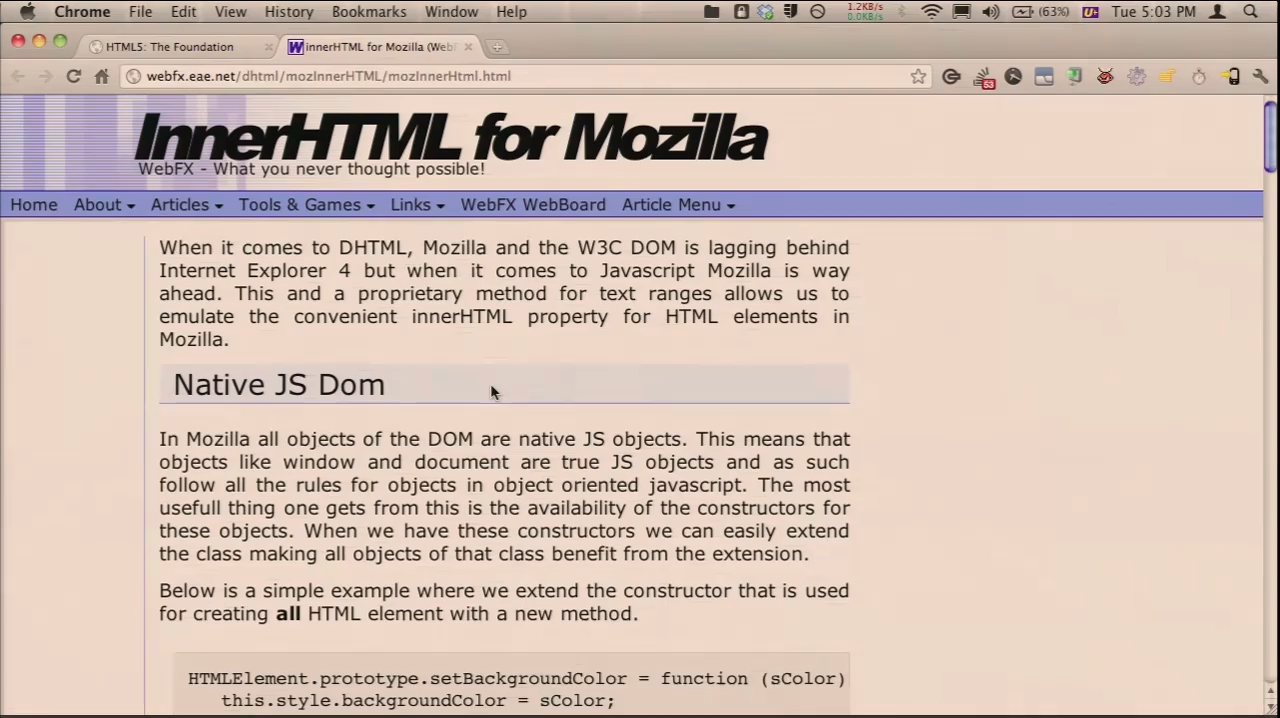 Chrome File Edit View History Bookmarks Window Help 1.2KB/s 0.0KB/s (63%) Tue 5:03 PM
HTML5: The Foundation innerHTML for Mozilla (WebF
webfx.eae.net/dhtml/mozInnerHTML/mozInnerHtml.html 53
InnerHTML for Mozilla
WebFX - What you never thought possible!
Home About Articles Tools & Games Links WebFX WebBoard Article Menu
When it comes to DHTML, Mozilla and the W3C DOM is lagging behind
Internet Explorer 4 but when it comes to Javascript Mozilla is way
ahead. This and a proprietary method for text ranges allows us to
emulate the convenient innerHTML property for HTML elements in
Mozilla.
Native JS Dom
In Mozilla all objects of the DOM are native JS objects. This means that
objects like window and document are true JS objects and as such
follow all the rules for objects in object oriented javascript. The most
usefull thing one gets from this is the availability of the constructors for
these objects. When we have these constructors we can easily extend
the class making all objects of that class benefit from the extension.
Below is a simple example where we extend the constructor that is used
for creating all HTML element with a new method.
HTMLElement.prototype.setBackgroundColor = function (sColor)
this.style.backgroundColor = sColor;